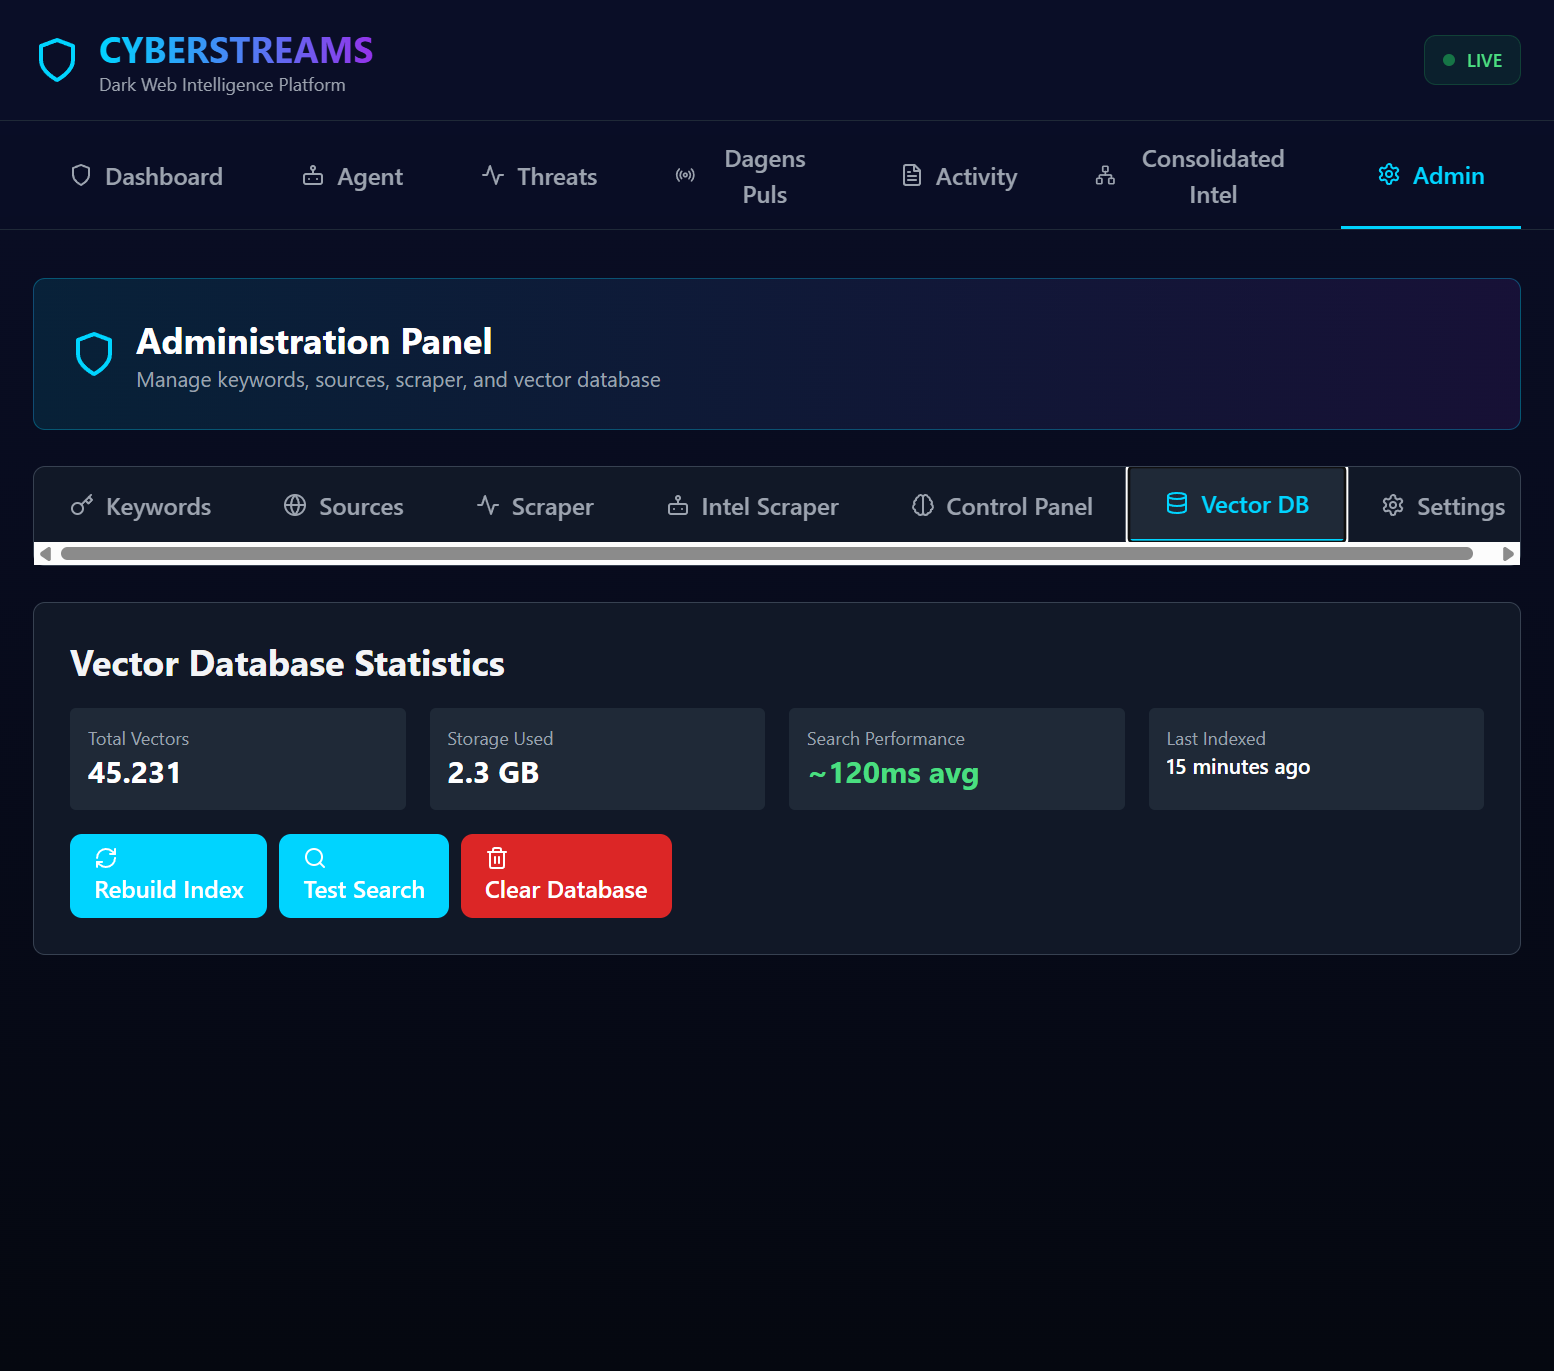 CYBERSTREAMS
Dark Web Intelligence Platform
LIVE
Dashboard
Agent
Threats
Dagens
Puls
Activity
Consolidated
Intel
Admin
Administration Panel
Manage keywords, sources, scraper, and vector database
Keywords
Sources
Scraper
Intel Scraper
Control Panel
Vector DB
Settings
Vector Database Statistics
Total Vectors
45.231
Storage Used
2.3 GB
Search Performance
~120ms avg
Last Indexed
15 minutes ago
Rebuild Index
Test Search
Clear Database